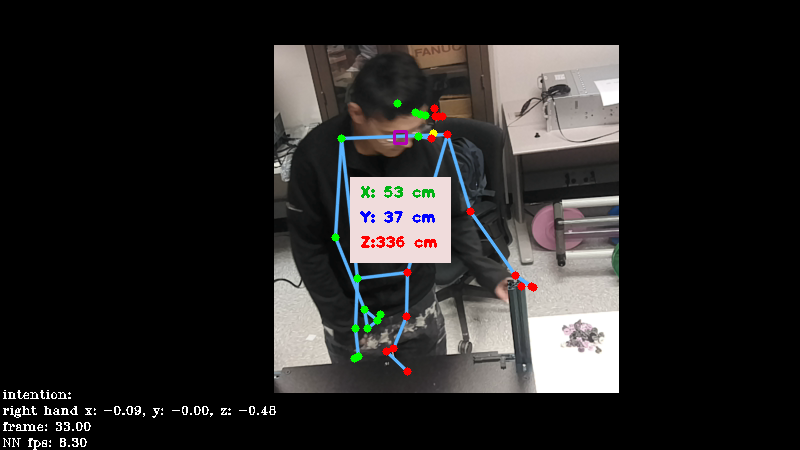 FANUC
X: 53 cm
Y: 37 cm
Z:336 cm
intention:
right hand x: −0.09, y: −0.00, z: −0.48
frame: 33.00
NN fps: 8.30